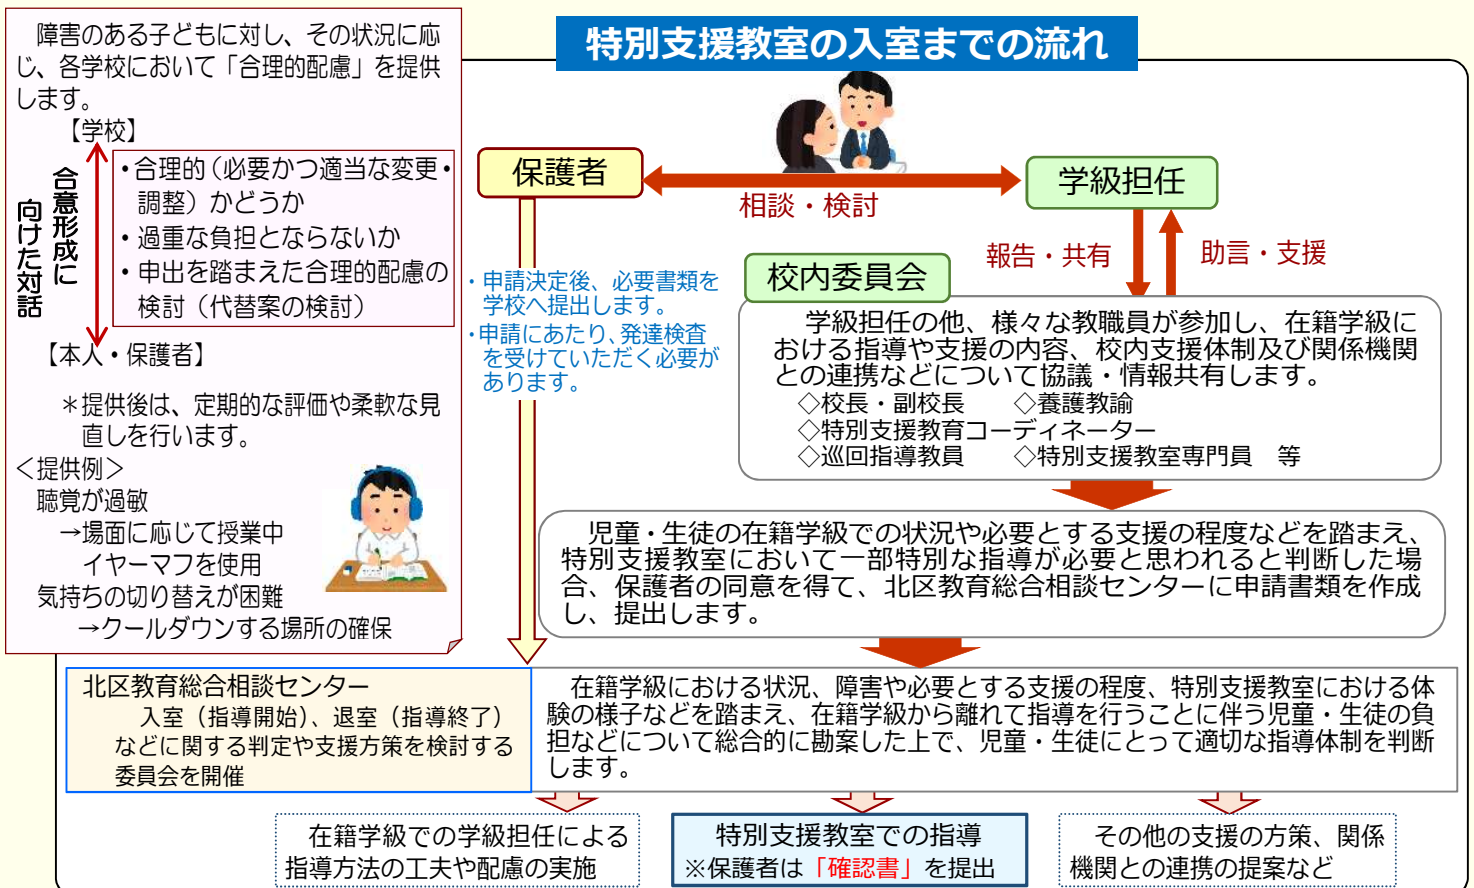 特別支援教室の入室までの流れ
障害のある子どもに対し、その状況に応
じ、各学校において「合理的配慮」を提供
します。
【学校】
合意形成に
向けた対話
・合理的（必要かつ適当な変更・
調整）かどうか
・過重な負担とならないか
・申出を踏まえた合理的配慮の
検討（代替案の検討）
【本人・保護者】
＊提供後は、定期的な評価や柔軟な見
直しを行います。
＜提供例＞
聴覚が過敏
→場面に応じて授業中
イヤーマフを使用
気持ちの切り替えが困難
→クールダウンする場所の確保
保護者
相談・検討
学級担任
報告・共有
助言・支援
・申請決定後、必要書類を
学校へ提出します。
・申請にあたり、発達検査
を受けていただく必要が
あります。
校内委員会
学級担任の他、様々な教職員が参加し、在籍学級に
おける指導や支援の内容、校内支援体制及び関係機関
との連携などについて協議・情報共有します。
◇校長・副校長　◇養護教諭
◇特別支援教育コーディネーター
◇巡回指導教員　◇特別支援教室専門員　等
児童・生徒の在籍学級での状況や必要とする支援の程度などを踏まえ、
特別支援教室において一部特別な指導が必要と思われると判断した場
合、保護者の同意を得て、北区教育総合相談センターに申請書類を作成
し、提出します。
北区教育総合相談センター
入室（指導開始）、退室（指導終了）
などに関する判定や支援方策を検討する
委員会を開催
在籍学級における状況、障害や必要とする支援の程度、特別支援教室における体
験の様子などを踏まえ、在籍学級から離れて指導を行うことに伴う児童・生徒の負
担などについて総合的に勘案した上で、児童・生徒にとって適切な指導体制を判断
します。
在籍学級での学級担任による
指導方法の工夫や配慮の実施
特別支援教室での指導
※保護者は「確認書」を提出
その他の支援の方策、関係
機関との連携の提案など